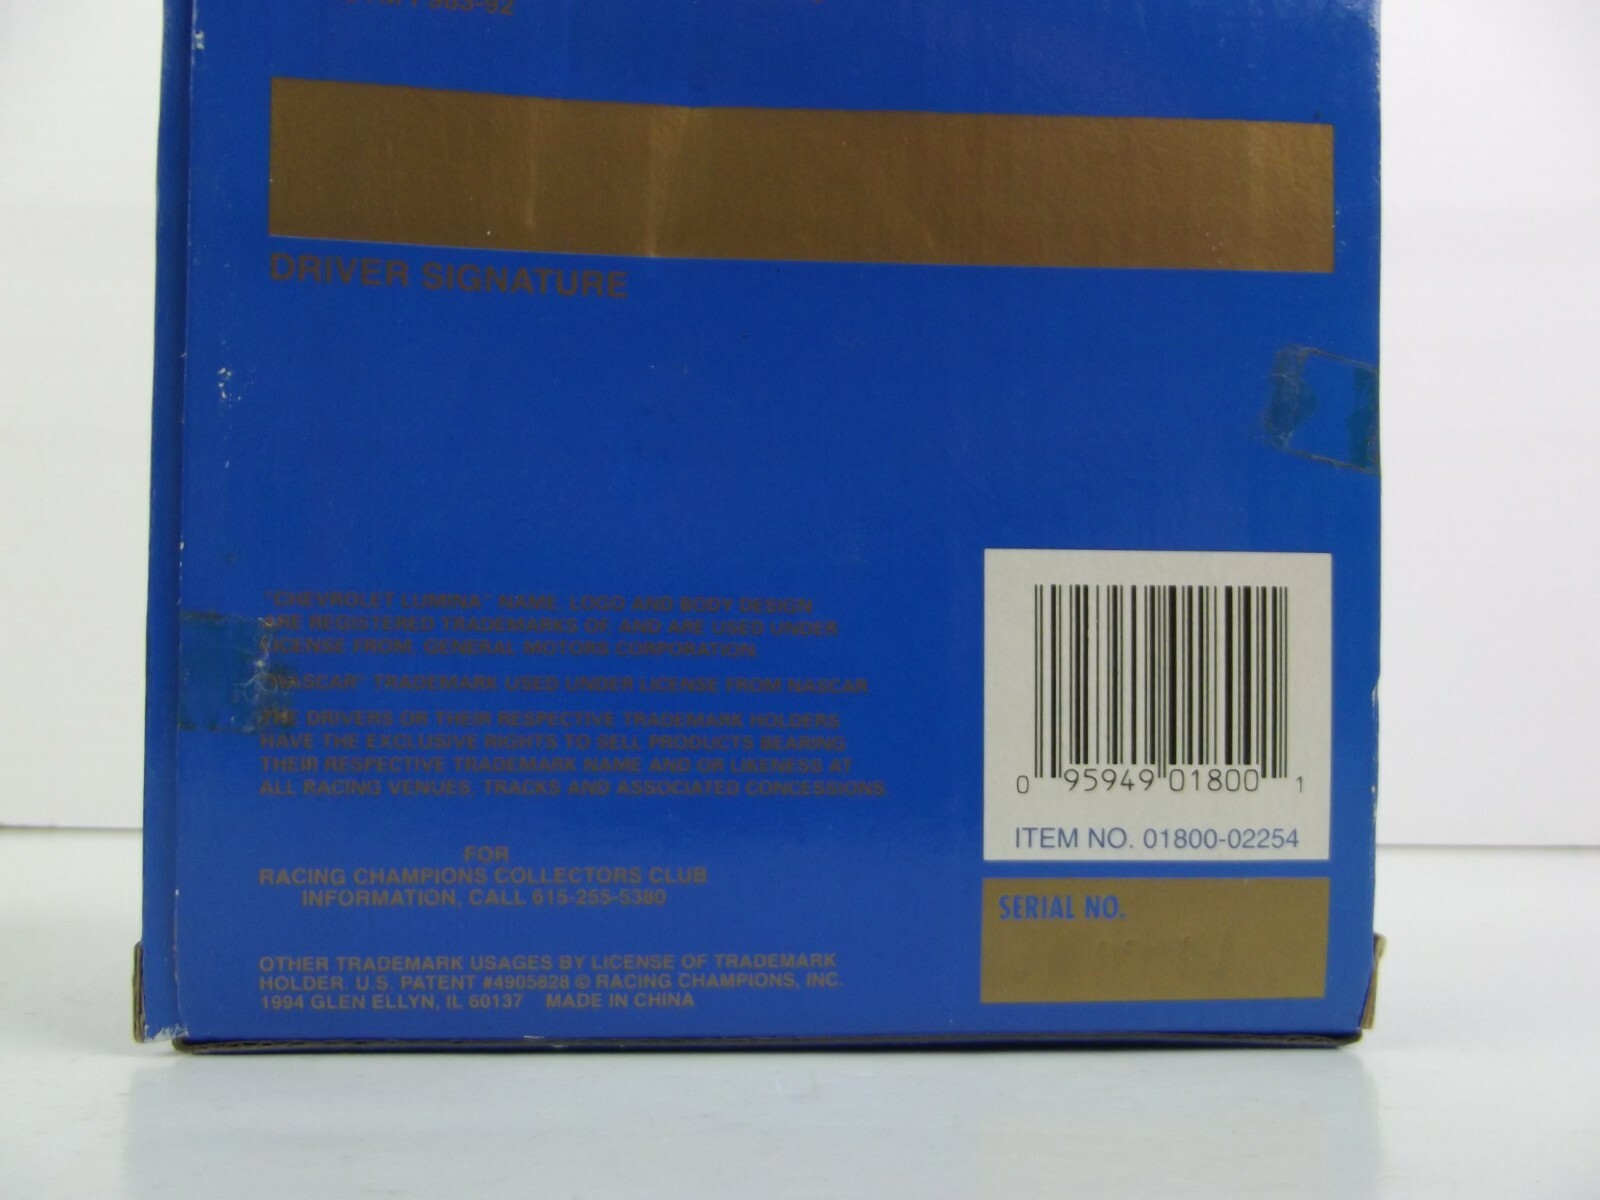 963-92
DRIVER SIGNATURE
"CHEVROLET LUMINA" NAME, LOGO AND BODY DESIGN
ARE REGISTERED TRADEMARKS OF AND ARE USED UNDER
LICENSE FROM, GENERAL MOTORS CORPORATION.
"NASCAR" TRADEMARK USED UNDER LICENSE FROM NASCAR
THE DRIVERS OR THEIR RESPECTIVE TRADEMARK HOLDERS
HAVE THE EXCLUSIVE RIGHTS TO SELL PRODUCTS BEARING
THEIR RESPECTIVE TRADEMARK NAME AND OR LIKENESS AT
ALL RACING VENUES, TRACKS AND ASSOCIATED CONCESSIONS.
FOR
RACING CHAMPIONS COLLECTORS CLUB
INFORMATION, CALL 615-255-5380
OTHER TRADEMARK USAGES BY LICENSE OF TRADEMARK
HOLDER. U.S. PATENT #4905828 © RACING CHAMPIONS, INC.
1994 GLEN ELLYN, IL 60137 MADE IN CHINA
0 95949 01800 1
ITEM NO. 01800-02254
SERIAL NO.